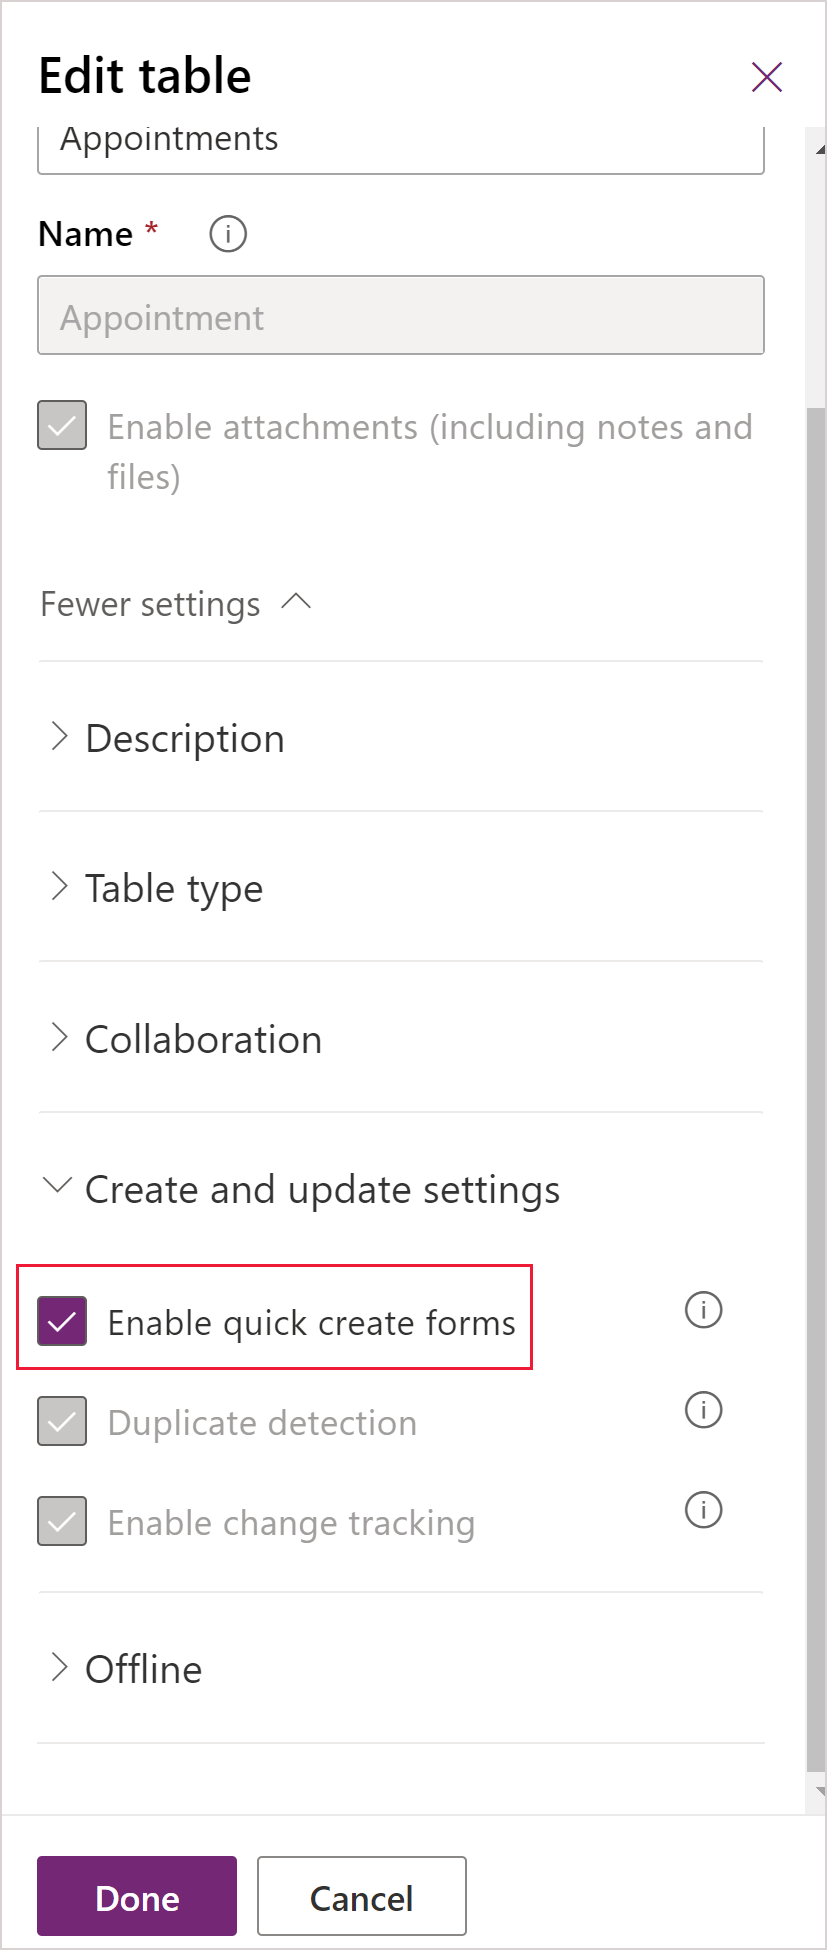 Edit table
Appointments
Name *
Appointment
Enable attachments (including notes and
files)
Fewer settings
Description
Table type
Collaboration
Create and update settings
Enable quick create forms
Duplicate detection
Enable change tracking
Offline
Done
Cancel